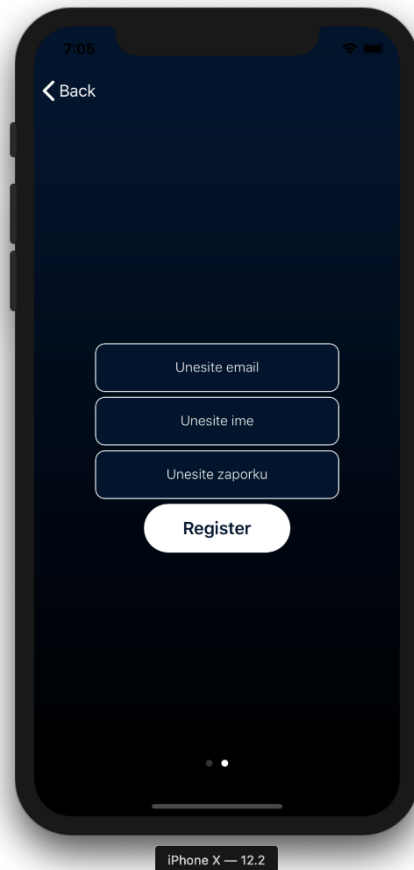 7:05
Back
Unesite email
Unesite ime
Unesite zaporku
Register
iPhone X — 12.2